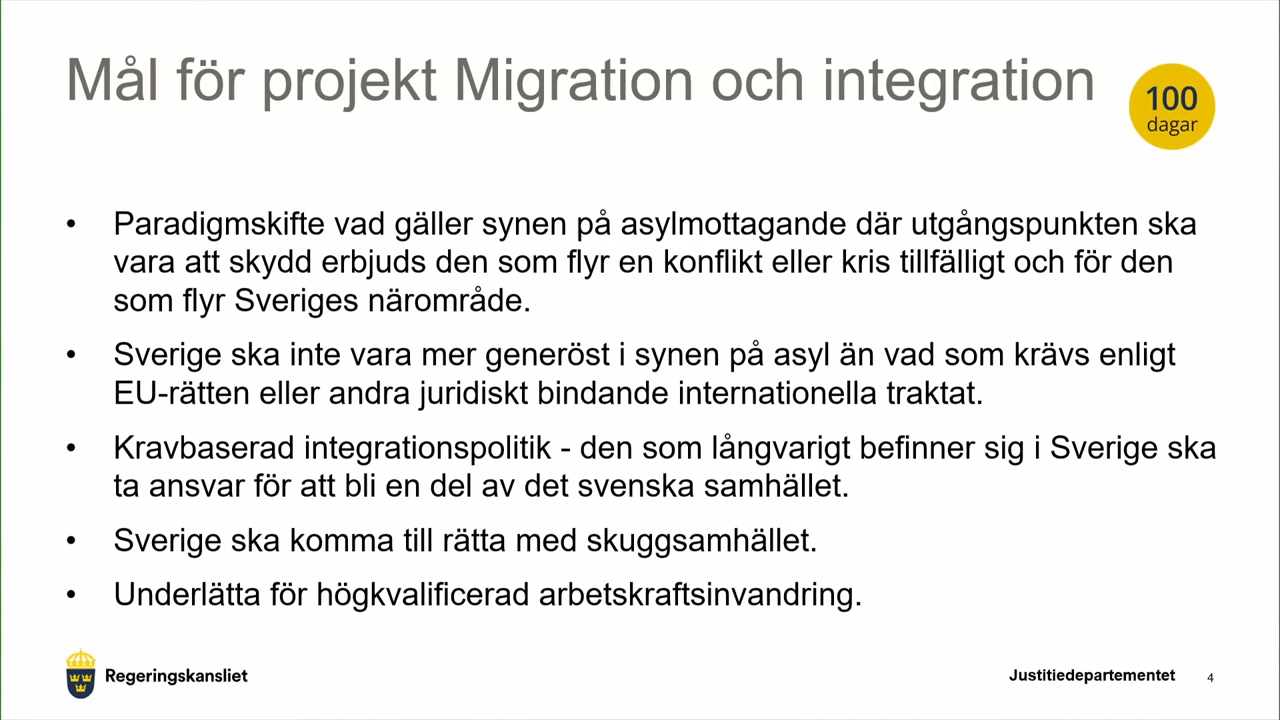 Mål för projekt Migration och integration
100
dagar
• Paradigmskifte vad gäller synen på asylmottagande där utgångspunkten ska
vara att skydd erbjuds den som flyr en konflikt eller kris tillfälligt och för den
som flyr Sveriges närområde.
• Sverige ska inte vara mer generöst i synen på asyl än vad som krävs enligt
EU-rätten eller andra juridiskt bindande internationella traktat.
• Kravbaserad integrationspolitik - den som långvarigt befinner sig i Sverige ska
ta ansvar för att bli en del av det svenska samhället.
• Sverige ska komma till rätta med skuggsamhället.
• Underlätta för högkvalificerad arbetskraftsinvandring.
Regeringskansliet
Justitiedepartementet 4